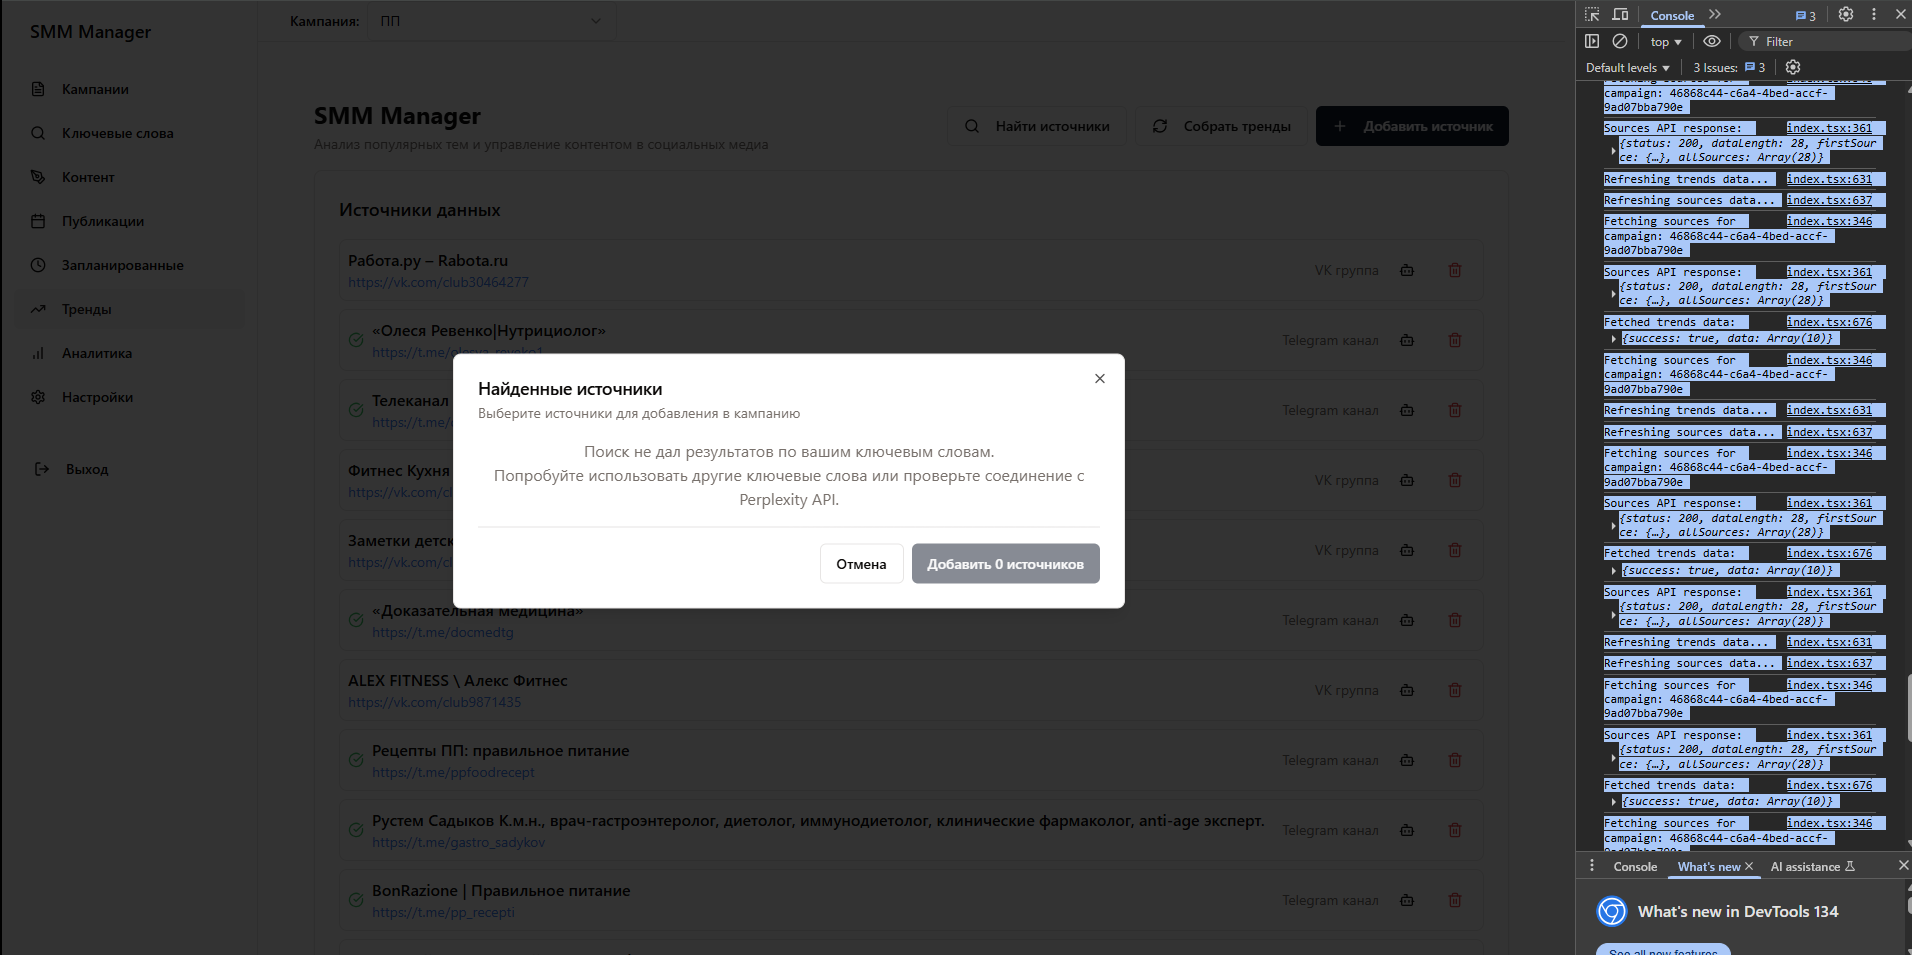 SMM Manager
Кампании
Ключевые слова
Контент
Публикации
Запланированные
Тренды
Аналитика
Настройки
Выход
Кампания: ПП
SMM Manager
Анализ популярных тем и управление контентом в социальных медиа
Найти источники
Собрать тренды
Добавить источник
Источники данных
Работа.ру – Rabota.ru
https://vk.com/club30464277
VK группа
«Олеся Ревенко|Нутрициолог»
Telegram канал
Телеканал
Telegram канал
Фитнес Кухня
https://vk.com/cl
VK группа
Заметки детск
https://vk.com/cl
VK группа
«Доказательная медицина»
https://t.me/docmedtg
Telegram канал
ALEX FITNESS \ Алекс Фитнес
https://vk.com/club9871435
VK группа
Рецепты ПП: правильное питание
https://t.me/ppfoodrecept
Telegram канал
Рустем Садыков К.м.н., врач-гастроэнтеролог, диетолог, иммунодиетолог, клинические фармаколог, anti-age эксперт.
https://t.me/gastro_sadykov
Telegram канал
BonRazione | Правильное питание
https://t.me/pp_recepti
Telegram канал
Найденные источники
Выберите источники для добавления в кампанию
Поиск не дал результатов по вашим ключевым словам.
Попробуйте использовать другие ключевые слова или проверьте соединение с
Perplexity API.
Отмена
Добавить 0 источников
Console
3
top
Filter
Default levels
3 Issues: 3
campaign: 46868c44-c6a4-4bed-accf-
9ad07bba790e
Sources API response: index.tsx:361
{status: 200, dataLength: 28, firstSour
ce: {…}, allSources: Array(28)}
Refreshing trends data... index.tsx:631
Refreshing sources data... index.tsx:637
Fetching sources for index.tsx:346
campaign: 46868c44-c6a4-4bed-accf-
9ad07bba790e
Sources API response: index.tsx:361
{status: 200, dataLength: 28, firstSour
ce: {…}, allSources: Array(28)}
Fetched trends data: index.tsx:676
{success: true, data: Array(10)}
Fetching sources for index.tsx:346
campaign: 46868c44-c6a4-4bed-accf-
9ad07bba790e
Refreshing trends data... index.tsx:631
Refreshing sources data... index.tsx:637
Fetching sources for index.tsx:346
campaign: 46868c44-c6a4-4bed-accf-
9ad07bba790e
Sources API response: index.tsx:361
{status: 200, dataLength: 28, firstSour
ce: {…}, allSources: Array(28)}
Fetched trends data: index.tsx:676
{success: true, data: Array(10)}
Sources API response: index.tsx:361
{status: 200, dataLength: 28, firstSour
ce: {…}, allSources: Array(28)}
Refreshing trends data... index.tsx:631
Refreshing sources data... index.tsx:637
Fetching sources for index.tsx:346
campaign: 46868c44-c6a4-4bed-accf-
9ad07bba790e
Sources API response: index.tsx:361
{status: 200, dataLength: 28, firstSour
ce: {…}, allSources: Array(28)}
Fetched trends data: index.tsx:676
{success: true, data: Array(10)}
Fetching sources for index.tsx:346
campaign: 46868c44-c6a4-4bed-accf-
Console
What's new
AI assistance
What's new in DevTools 134
See all new features